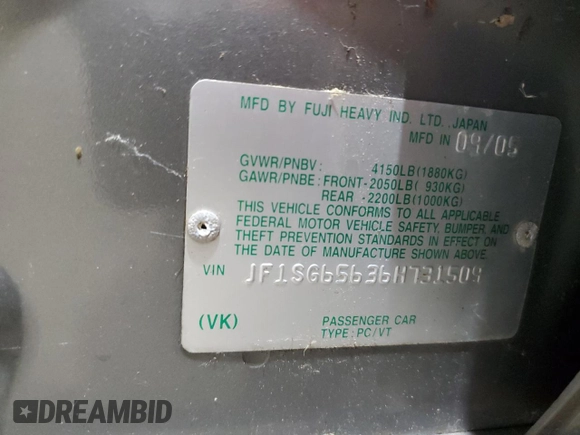 MFD BY FUJI HEAVY IND. LTD. JAPAN
MFD IN 09/05
GVWR/PNBV: 4150LB(1880KG)
GAWR/PNBE: FRONT-2050LB( 930KG)
REAR -2200LB(1000KG)
THIS VEHICLE CONFORMS TO ALL APPLICABLE
FEDERAL MOTOR VEHICLE SAFETY, BUMPER, AND
THEFT PREVENTION STANDARDS IN EFFECT ON
THE DATE OF MANUFACTURE SHOWN ABOVE.
VIN JF1SG65636H731509
(VK) PASSENGER CAR
TYPE: PC/VT
DREAMBID